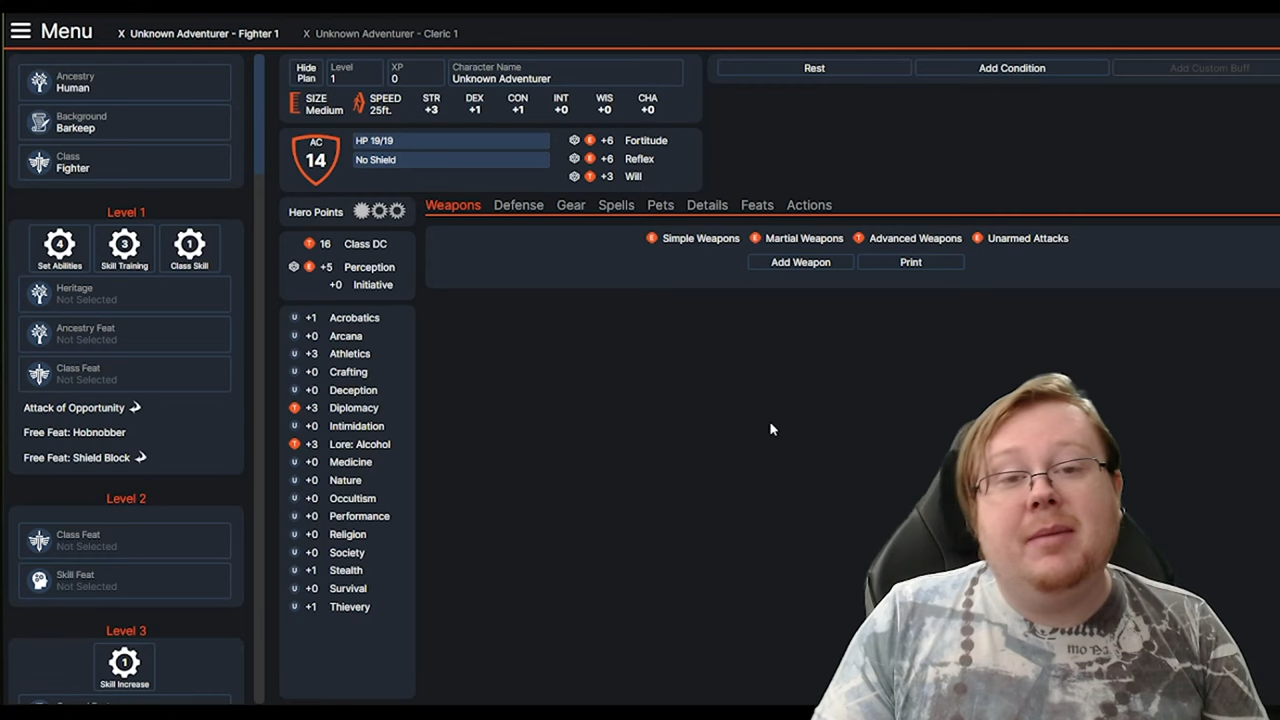 Menu
X Unknown Adventurer - Fighter 1
X Unknown Adventurer - Cleric 1
Ancestry
Human
Background
Barkeep
Class
Fighter
Level 1
4
Set Abilities
3
Skill Training
1
Class Skill
Heritage
Not Selected
Ancestry Feat
Not Selected
Class Feat
Not Selected
Attack of Opportunity
Free Feat: Hobnobber
Free Feat: Shield Block
Level 2
Class Feat
Not Selected
Skill Feat
Not Selected
Level 3
1
Skill Increase
Hide
Plan
Level
1
XP
0
Character Name
Unknown Adventurer
SIZE
Medium
SPEED
25ft.
STR
+3
DEX
+1
CON
+1
INT
+0
WIS
+0
CHA
+0
AC
14
HP 19/19
No Shield
E +6 Fortitude
E +6 Reflex
T +3 Will
Rest
Add Condition
Add Custom Buff
Hero Points
T 16 Class DC
E +5 Perception
+0 Initiative
U +1 Acrobatics
U +0 Arcana
U +3 Athletics
U +0 Crafting
U +0 Deception
T +3 Diplomacy
U +0 Intimidation
T +3 Lore: Alcohol
U +0 Medicine
U +0 Nature
U +0 Occultism
U +0 Performance
U +0 Religion
U +0 Society
U +1 Stealth
U +0 Survival
U +1 Thievery
Weapons Defense Gear Spells Pets Details Feats Actions
E Simple Weapons E Martial Weapons T Advanced Weapons E Unarmed Attacks
Add Weapon
Print